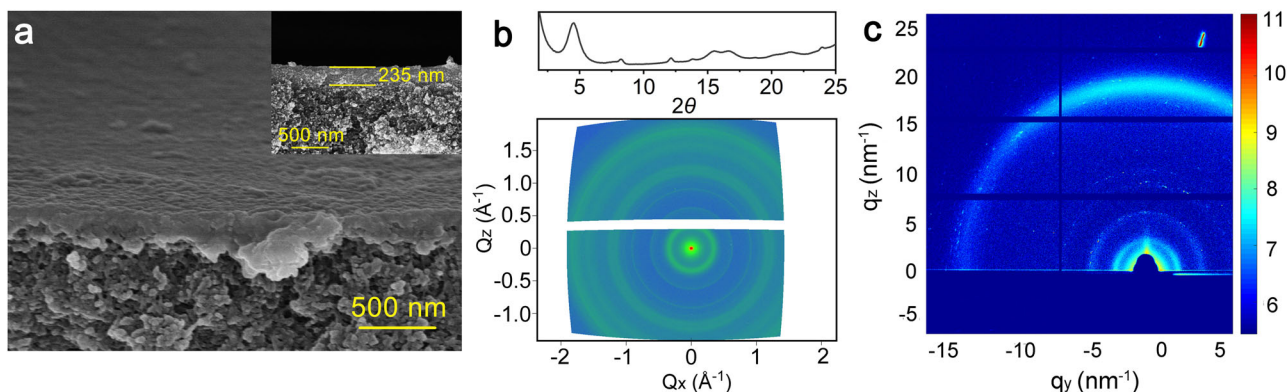 a
235 nm
500 nm
500 nm
b
5 10 15 20 25
2θ
1.5
1.0
0.5
0
-0.5
-1.0
Qz (Å-1)
-2 -1 0 1 2
Qx (Å-1)
c
25
20
15
10
5
0
-5
qz (nm-1)
-15 -10 -5 0 5
qy (nm-1)
11
10
9
8
7
6